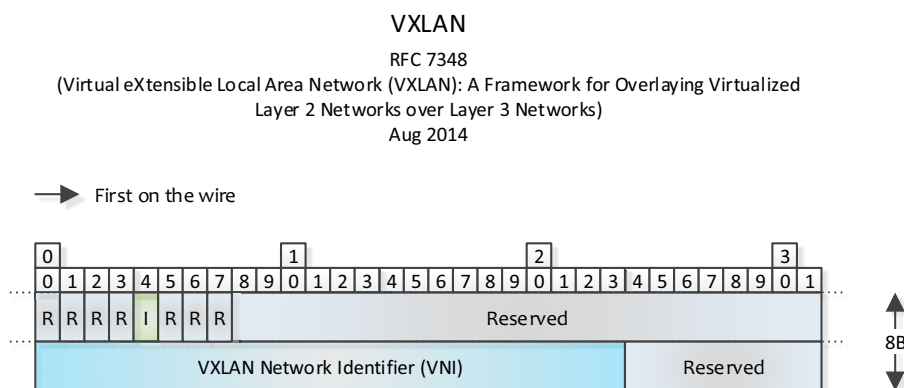 VXLAN
RFC 7348
(Virtual eXtensible Local Area Network (VXLAN): A Framework for Overlaying Virtualized
Layer 2 Networks over Layer 3 Networks)
Aug 2014
First on the wire
0 1 2 3
0 1 2 3 4 5 6 7 8 9 0 1 2 3 4 5 6 7 8 9 0 1 2 3 4 5 6 7 8 9 0 1
R R R R I R R R Reserved
8B
VXLAN Network Identifier (VNI) Reserved